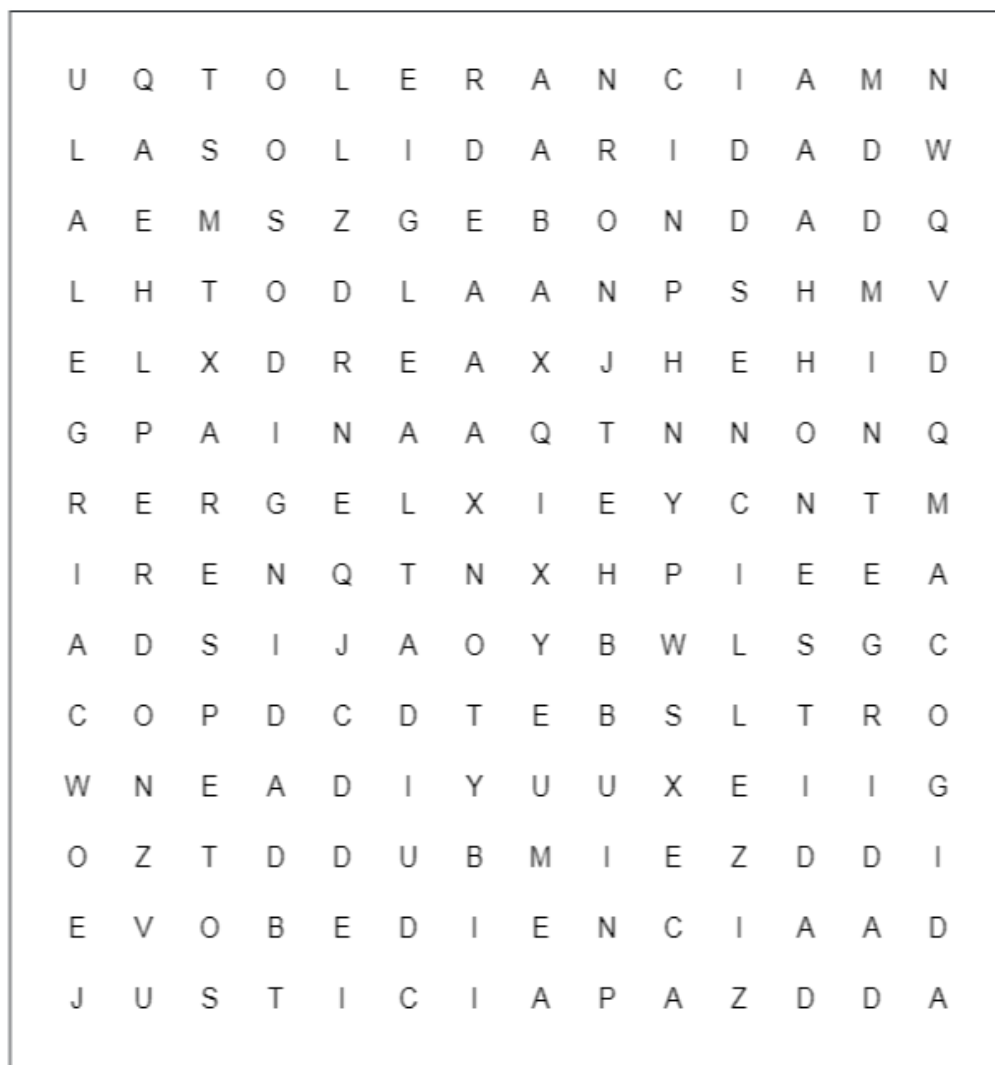 U Q T O L E R A N C I A M N
L A S O L I D A R I D A D W
A E M S Z G E B O N D A D Q
L H T O D L A A N P S H M V
E L X D R E A X J H E H I D
G P A I N A A Q T N N O N Q
R E R G E L X I E Y C N T M
I R E N Q T N X H P I E E A
A D S I J A O Y B W L S G C
C O P D C D T E B S L T R O
W N E A D I Y U U X E I I G
O Z T D D U B M I E Z D D I
E V O B E D I E N C I A A D
J U S T I C I A P A Z D D A